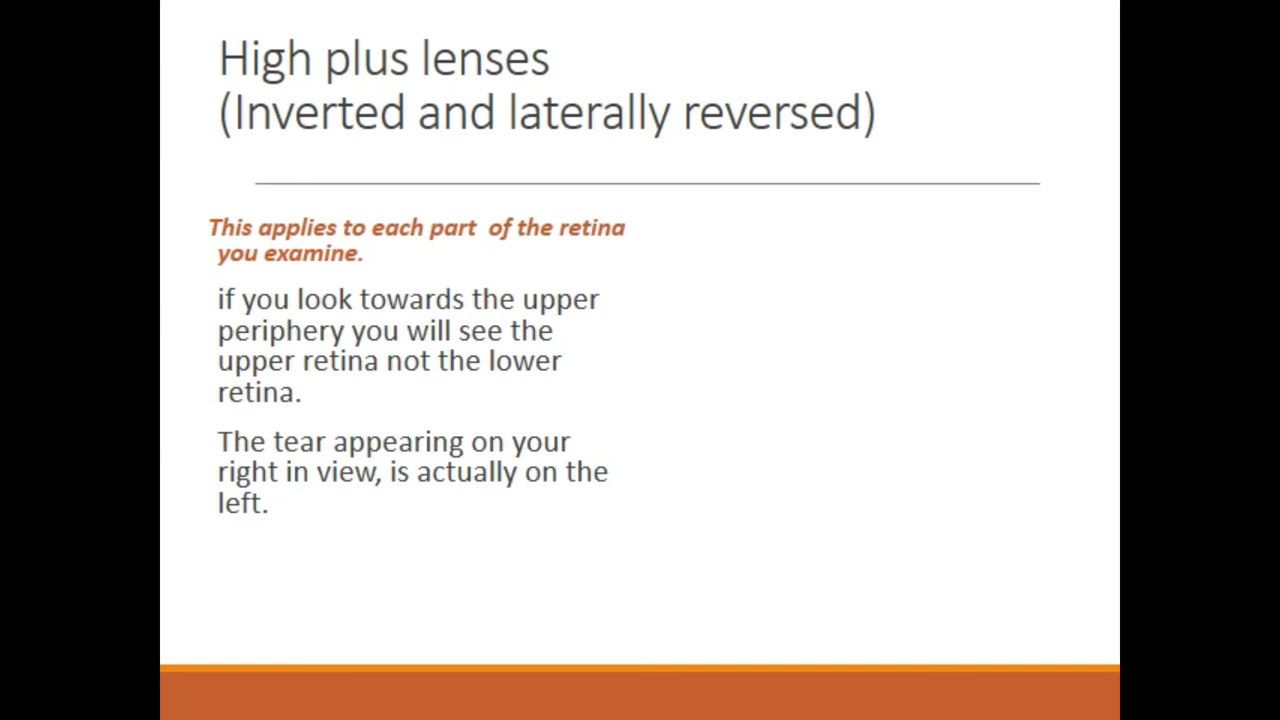 High plus lenses
(Inverted and laterally reversed)
This applies to each part  of the retina
you examine.
if you look towards the upper
periphery you will see the
upper retina not the lower
retina.
The tear appearing on your
right in view, is actually on the
left.